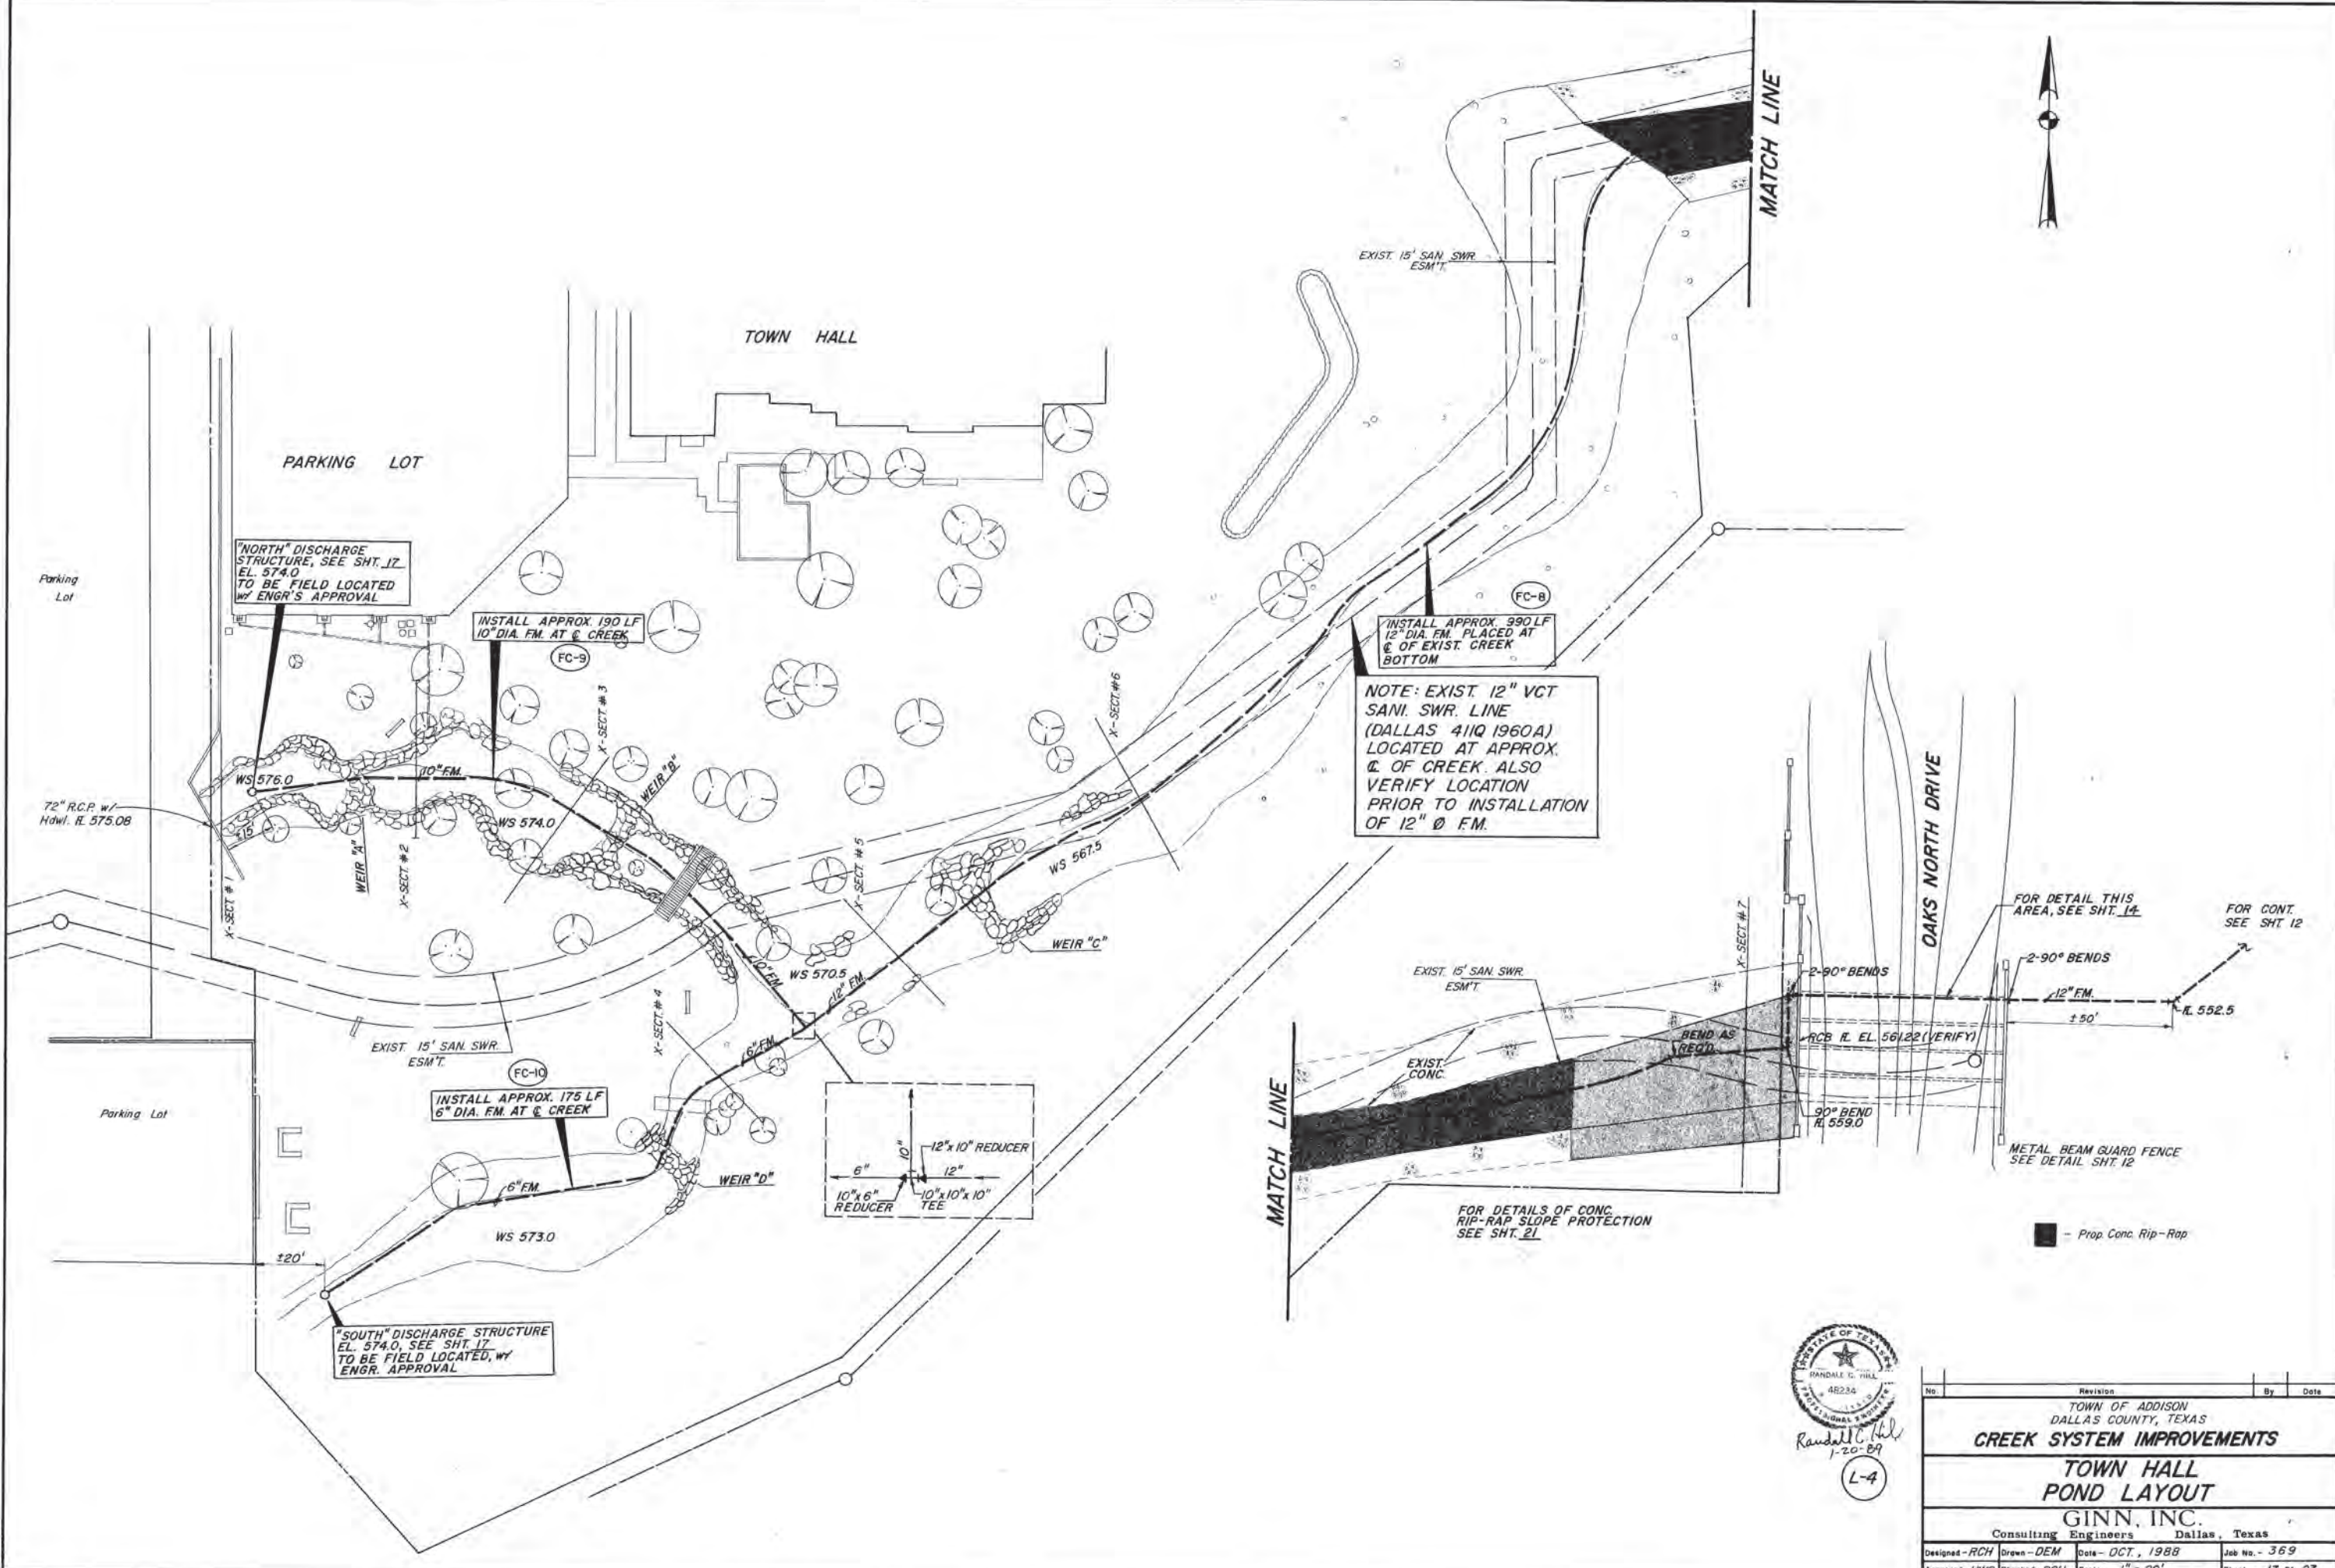 MATCH LINE
EXIST. 15' SAN. SWR.
ESM'T.
TOWN HALL
PARKING LOT
Parking
Lot
"NORTH" DISCHARGE
STRUCTURE, SEE SHT. 17
EL. 574.0
TO BE FIELD LOCATED
W/ ENGR'S APPROVAL
INSTALL APPROX. 190 LF
10" DIA. F.M. AT ℄ CREEK
FC-9
FC-8
INSTALL APPROX. 990 LF
12" DIA. F.M. PLACED AT
℄ OF EXIST. CREEK
BOTTOM
NOTE: EXIST. 12" VCT
SANI. SWR. LINE
(DALLAS 411Q 1960A)
LOCATED AT APPROX.
℄ OF CREEK. ALSO
VERIFY LOCATION
PRIOR TO INSTALLATION
OF 12" Ø F.M.
X-SECT. #3
X-SECT. #6
WS 576.0
10" F.M.
WEIR "B"
72" R.C.P. w/
Hdwl. ℄ 575.08
±15'
WS 574.0
WEIR "A"
X-SECT. #2
X-SECT. #1
X-SECT. #5
WS 567.5
WEIR "C"
10" F.M.
WS 570.5
12" F.M.
X-SECT. #4
6" F.M.
EXIST. 15' SAN. SWR.
ESM'T.
FC-10
INSTALL APPROX. 175 LF
6" DIA. F.M. AT ℄ CREEK
Parking Lot
6" F.M.
WEIR "D"
WS 573.0
±20'
"SOUTH" DISCHARGE STRUCTURE
EL. 574.0, SEE SHT. 17
TO BE FIELD LOCATED, W/
ENGR. APPROVAL
10"
12" x 10" REDUCER
6"
12"
10" x 6"
REDUCER
10" x 10" x 10"
TEE
OAKS NORTH DRIVE
X-SECT. #7
FOR DETAIL THIS
AREA, SEE SHT. 14
FOR CONT.
SEE SHT. 12
2-90° BENDS
2-90° BENDS
12" F.M.
℄ 552.5
±50'
EXIST. 15' SAN. SWR.
ESM'T.
BEND AS
REQ'D.
RCB ℄ EL. 561.22 (VERIFY)
EXIST.
CONC.
90° BEND
℄ 559.0
MATCH LINE
METAL BEAM GUARD FENCE
SEE DETAIL SHT. 12
FOR DETAILS OF CONC.
RIP-RAP SLOPE PROTECTION
SEE SHT. 21
- Prop. Conc. Rip-Rap
STATE OF TEXAS
RANDALL C. HILL
48234
PROFESSIONAL ENGINEER
Randall C. Hill
1-20-89
L-4
No. Revision By Date
TOWN OF ADDISON
DALLAS COUNTY, TEXAS
CREEK SYSTEM IMPROVEMENTS
TOWN HALL
POND LAYOUT
GINN, INC.
Consulting Engineers Dallas, Texas
Designed - RCH Drawn - DEM Date - OCT., 1988 Job No. - 369